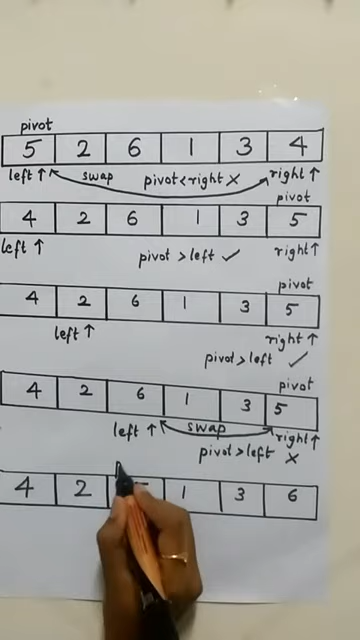 pivot
5 2 6 1 3 4
left ↑ swap pivot < right X right ↑
pivot
4 2 6 1 3 5
left ↑ pivot > left ✓ right ↑
pivot
4 2 6 1 3 5
left ↑ right ↑
pivot > left ✓
pivot
4 2 6 1 3 5
left ↑ swap right ↑
pivot > left X
4 2 1 3 6